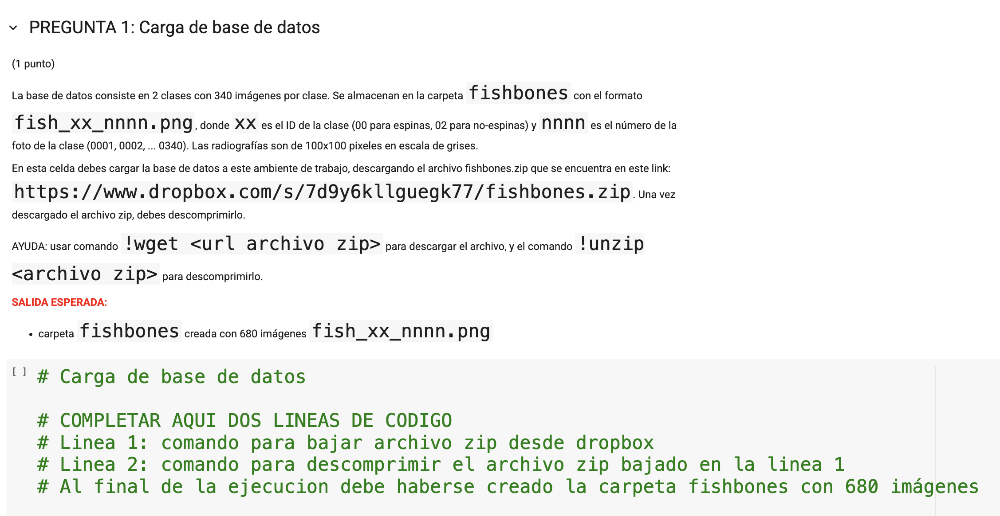 PREGUNTA 1: Carga de base de datos
(1 punto)
La base de datos consiste en 2 clases con 340 imágenes por clase. Se almacenan en la carpeta fishbones con el formato
fish_xx_nnnn.png, donde xx es el ID de la clase (00 para espinas, 02 para no-espinas) y nnnn es el número de la
foto de la clase (0001, 0002, ... 0340). Las radiografías son de 100x100 pixeles en escala de grises.
En esta celda debes cargar la base de datos a este ambiente de trabajo, descargando el archivo fishbones.zip que se encuentra en este link:
https://www.dropbox.com/s/7d9y6kllguegk77/fishbones.zip. Una vez
descargado el archivo zip, debes descomprimirlo.
AYUDA: usar comando !wget <url archivo zip> para descargar el archivo, y el comando !unzip
<archivo zip> para descomprimirlo.
SALIDA ESPERADA:
• carpeta fishbones creada con 680 imágenes fish_xx_nnnn.png
[ ] # Carga de base de datos
# COMPLETAR AQUI DOS LINEAS DE CODIGO
# Linea 1: comando para bajar archivo zip desde dropbox
# Linea 2: comando para descomprimir el archivo zip bajado en la linea 1
# Al final de la ejecucion debe haberse creado la carpeta fishbones con 680 imágenes